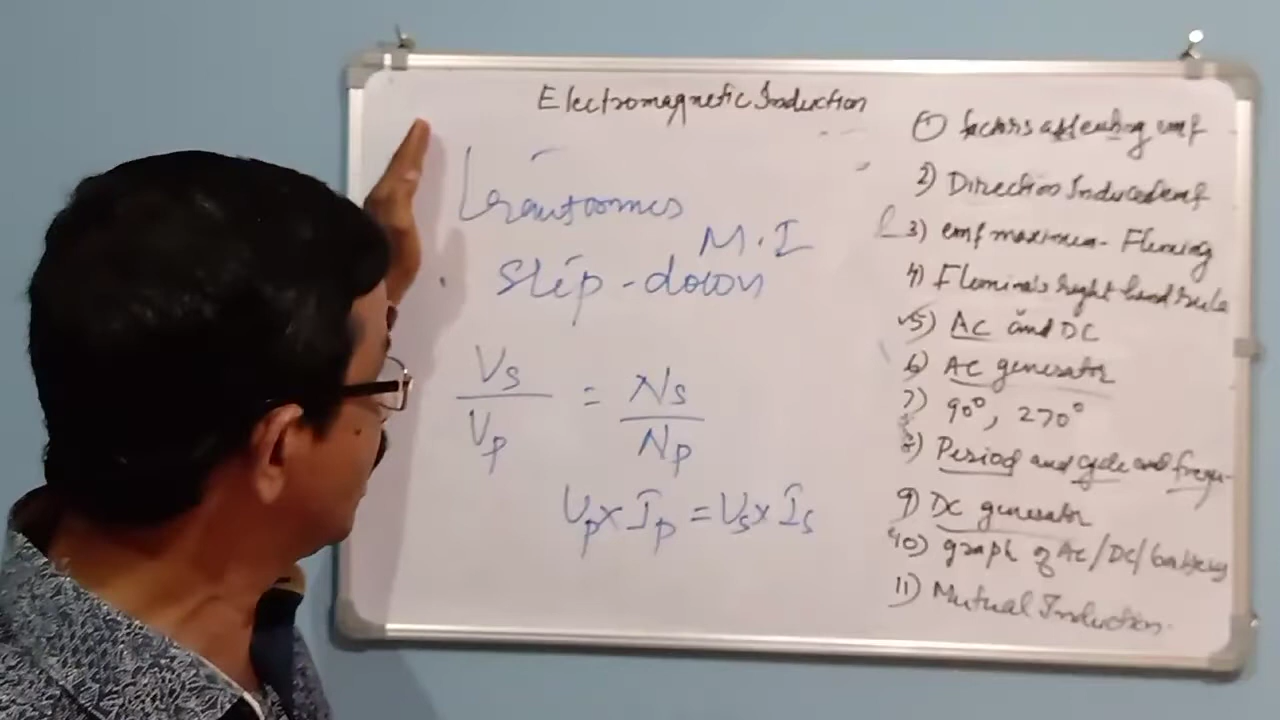 Electromagnetic Induction
M.I
Step-down
Vs / Vp = Ns / Np
Vp x Ip = Vs x Is
1) factors affecting emf
2) Direction Induced emf
3) emf maximum - Fleming
4) Fleming's right hand rule
5) AC and DC
6) AC generator
7) 90°, 270°
8) Period and cycle and frequ-
9) DC generator
10) graph of AC/DC/battery
11) Mutual Induction.